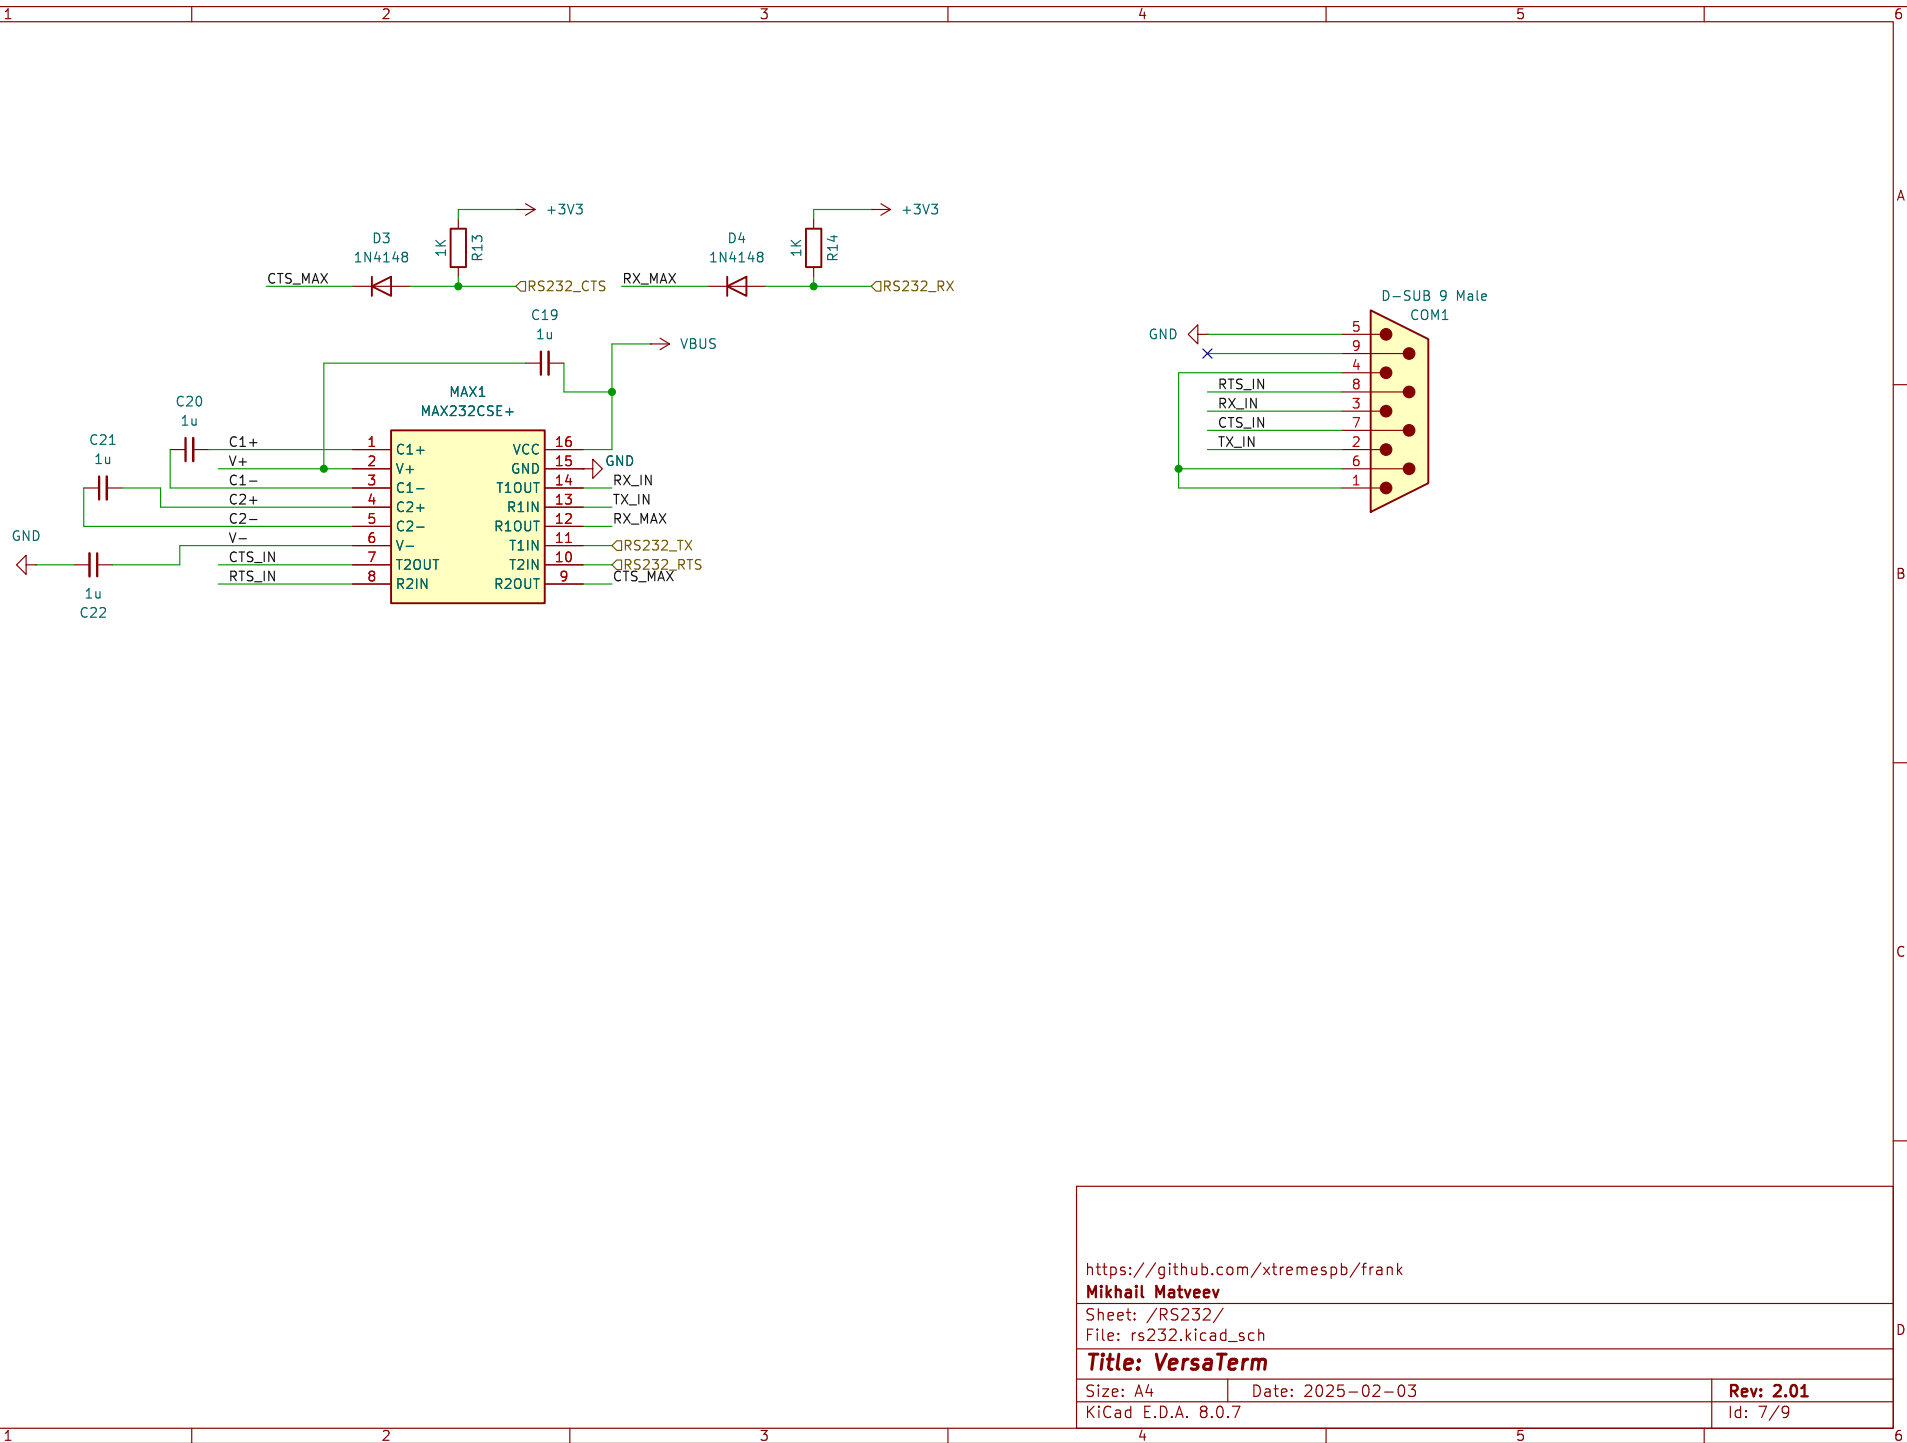 1 2 3 4 5 6
A
+3V3 +3V3
D3 1K R13 D4 1K R14
1N4148 1N4148
CTS_MAX RS232_CTS RX_MAX RS232_RX
C19
1u
VBUS
D-SUB 9 Male
COM1
GND 5
9
4
RTS_IN 8
RX_IN 3
CTS_IN 7
TX_IN 2
6
1
MAX1
MAX232CSE+
C20
1u
C21
1u
C1+ 1 C1+ VCC 16
V+ 2 V+ GND 15 GND
C1- 3 C1- T1OUT 14 RX_IN
C2+ 4 C2+ R1IN 13 TX_IN
C2- 5 C2- R1OUT 12 RX_MAX
V- 6 V- T1IN 11 RS232_TX
CTS_IN 7 T2OUT T2IN 10 RS232_RTS
RTS_IN 8 R2IN R2OUT 9 CTS_MAX
GND
1u
C22
B
C
https://github.com/xtremespb/frank
Mikhail Matveev
Sheet: /RS232/
File: rs232.kicad_sch
D
Title: VersaTerm
Size: A4 Date: 2025-02-03 Rev: 2.01
KiCad E.D.A. 8.0.7 Id: 7/9
1 2 3 4 5 6